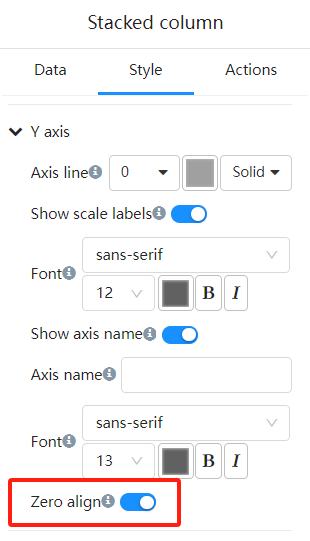 Stacked column
Data Style Actions
Y axis
Axis line 0 Solid
Show scale labels
sans-serif
Font
12 B I
Show axis name
Axis name
sans-serif
Font
13 B I
Zero align